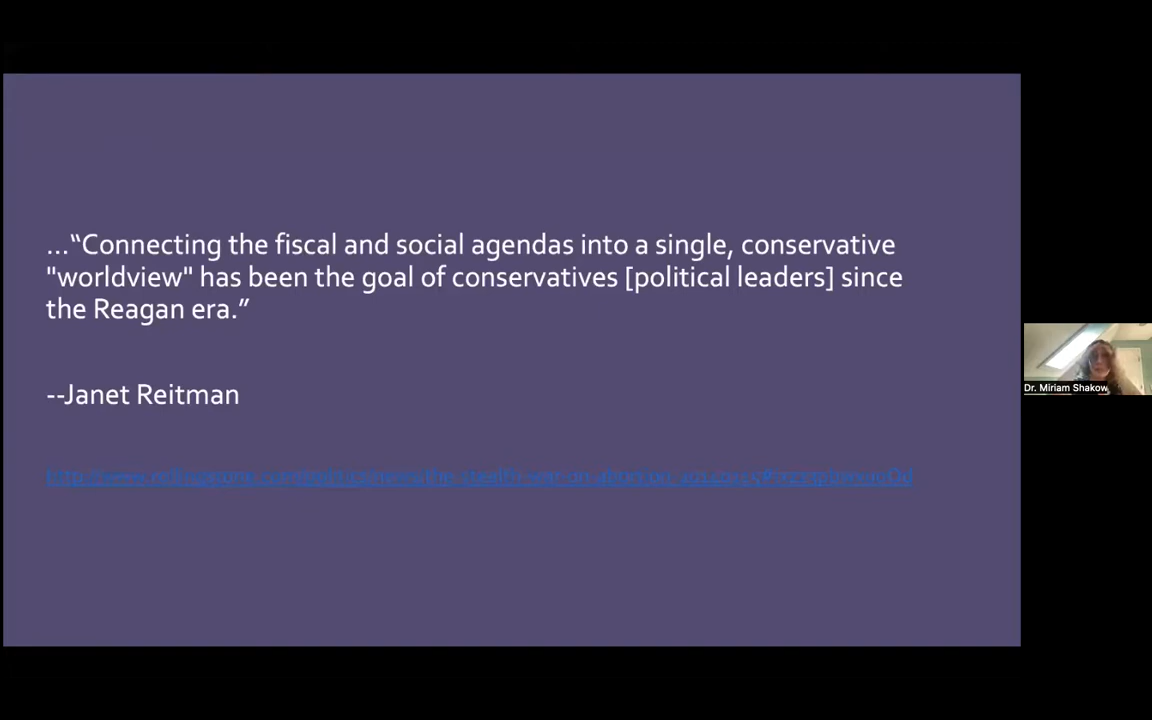 ...“Connecting the fiscal and social agendas into a single, conservative
"worldview" has been the goal of conservatives [political leaders] since
the Reagan era.”
--Janet Reitman
Dr. Miriam Shakow